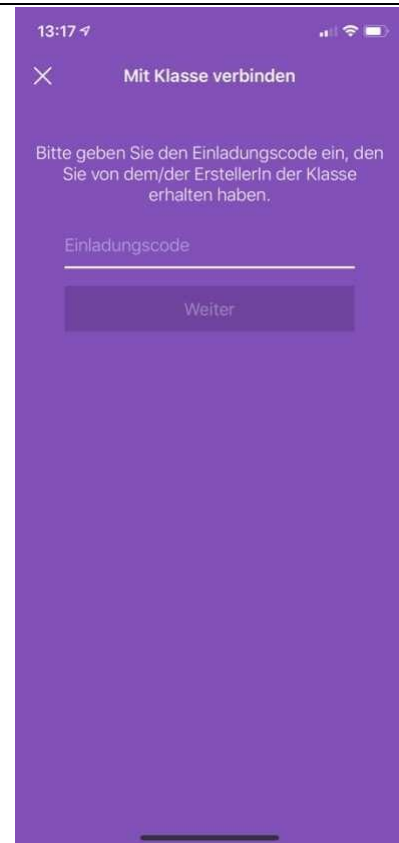 13:17
Mit Klasse verbinden
Bitte geben Sie den Einladungscode ein, den
Sie von dem/der ErstellerIn der Klasse
erhalten haben.
Einladungscode
Weiter